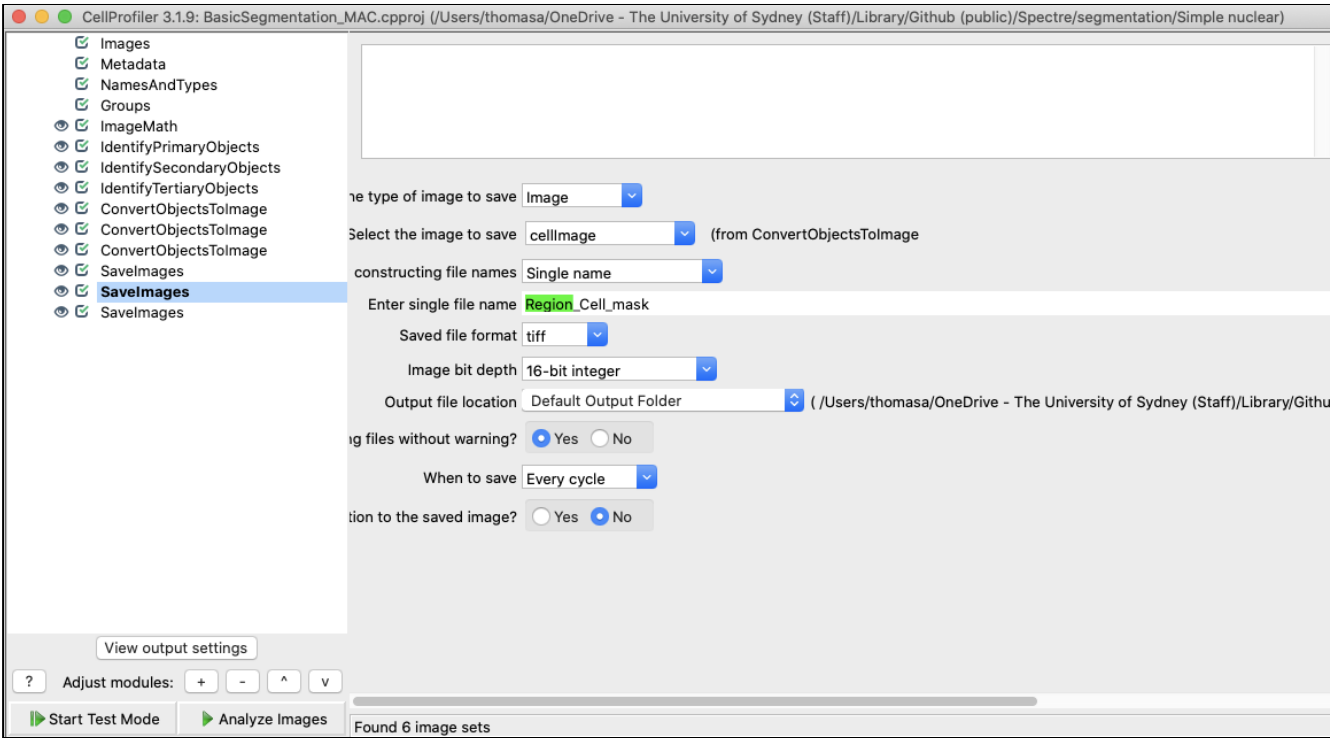 CellProfiler 3.1.9: BasicSegmentation_MAC.cpproj (/Users/thomasa/OneDrive - The University of Sydney (Staff)/Library/Github (public)/Spectre/segmentation/Simple nuclear)
Images
Metadata
NamesAndTypes
Groups
ImageMath
IdentifyPrimaryObjects
IdentifySecondaryObjects
IdentifyTertiaryObjects
ConvertObjectsToImage
ConvertObjectsToImage
ConvertObjectsToImage
SaveImages
SaveImages
SaveImages
View output settings
? Adjust modules: + - ^ v
Start Test Mode Analyze Images
he type of image to save Image
Select the image to save cellImage (from ConvertObjectsToImage
constructing file names Single name
Enter single file name Region_Cell_mask
Saved file format tiff
Image bit depth 16-bit integer
Output file location Default Output Folder ( /Users/thomasa/OneDrive - The University of Sydney (Staff)/Library/Githu
ng files without warning? Yes No
When to save Every cycle
tion to the saved image? Yes No
Found 6 image sets